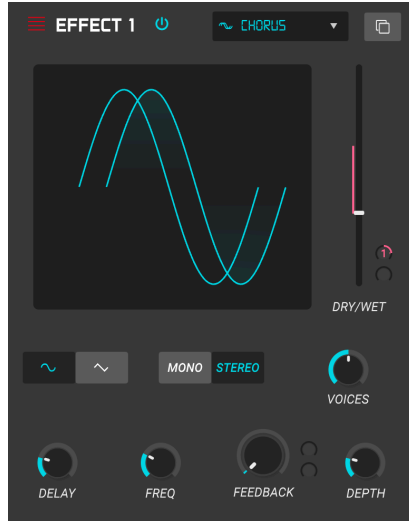 EFFECT 1
CHORUS
1
DRY/WET
MONO STEREO
VOICES
DELAY FREQ FEEDBACK DEPTH